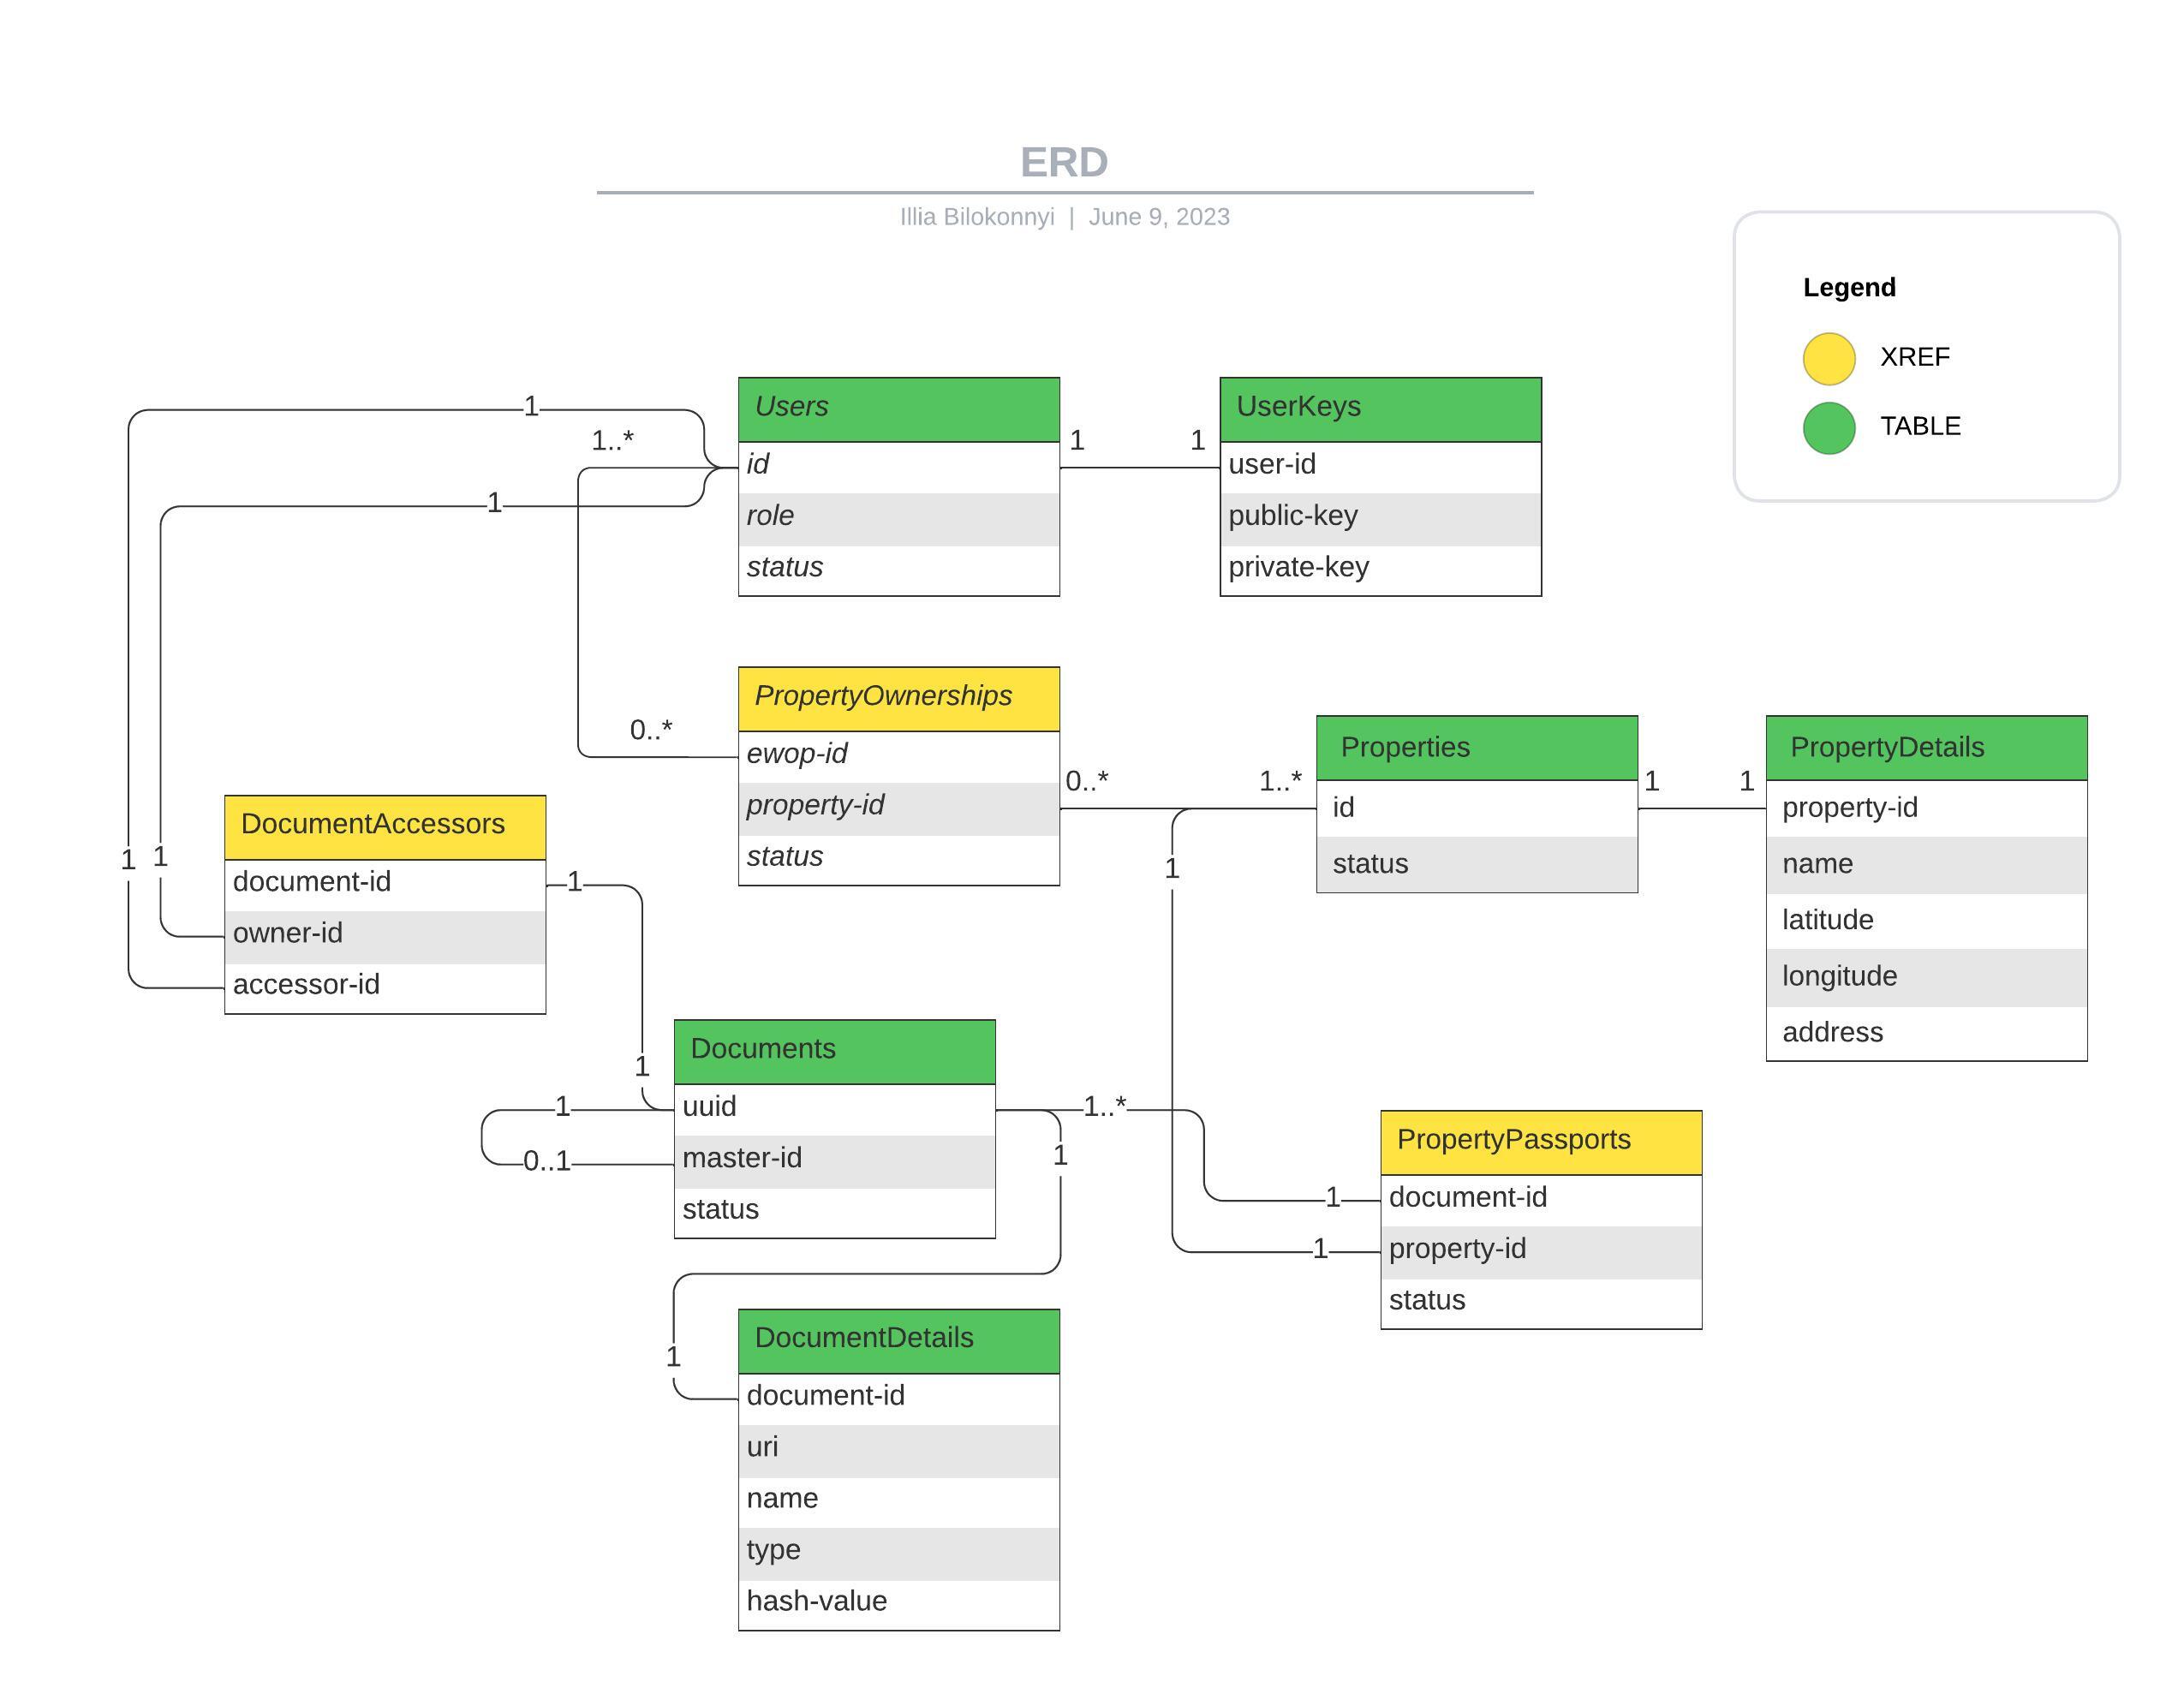 ERD
Illia Bilokonnyi | June 9, 2023
Legend
XREF
TABLE
Users
id
role
status
UserKeys
user-id
public-key
private-key
1
1..*
1
1
1
PropertyOwnerships
ewop-id
property-id
status
0..*
0..*
1..*
Properties
id
status
1
1
PropertyDetails
property-id
name
latitude
longitude
address
DocumentAccessors
document-id
owner-id
accessor-id
1
1
1
1
1
Documents
uuid
master-id
status
1
0..1
1..*
1
1
1
PropertyPassports
document-id
property-id
status
DocumentDetails
document-id
uri
name
type
hash-value
1